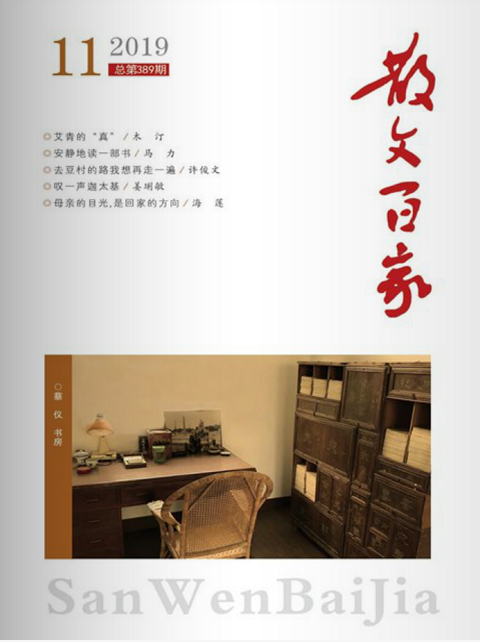 11 2019
总第389期
散文百家
◎艾青的“真”/木 汀
◎安静地读一部书/马 力
◎去豆村的路我想再走一遍/许俊文
◎叹一声迦太基/姜琍敏
◎母亲的目光,是回家的方向/海 莲
○蔡 仪 书房
SanWenBaiJia